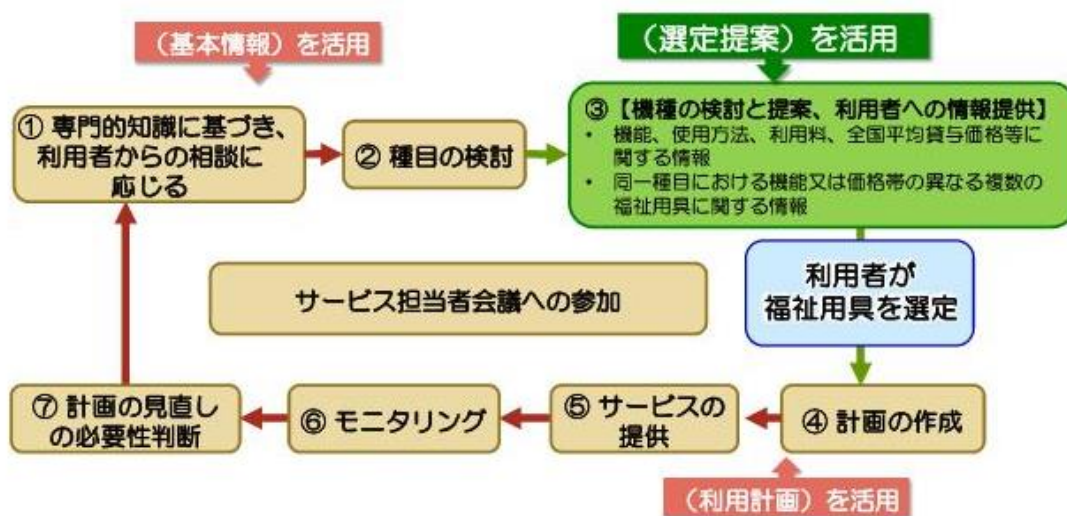 （基本情報）を活用
（選定提案）を活用
① 専門的知識に基づき、
利用者からの相談に
応じる
② 種目の検討
③【機種の検討と提案、利用者への情報提供】
• 機能、使用方法、利用料、全国平均貸与価格等に
関する情報
• 同一種目における機能又は価格帯の異なる複数の
福祉用具に関する情報
利用者が
福祉用具を選定
サービス担当者会議への参加
④ 計画の作成
⑤ サービスの
提供
⑥ モニタリング
⑦ 計画の見直し
の必要性判断
（利用計画）を活用